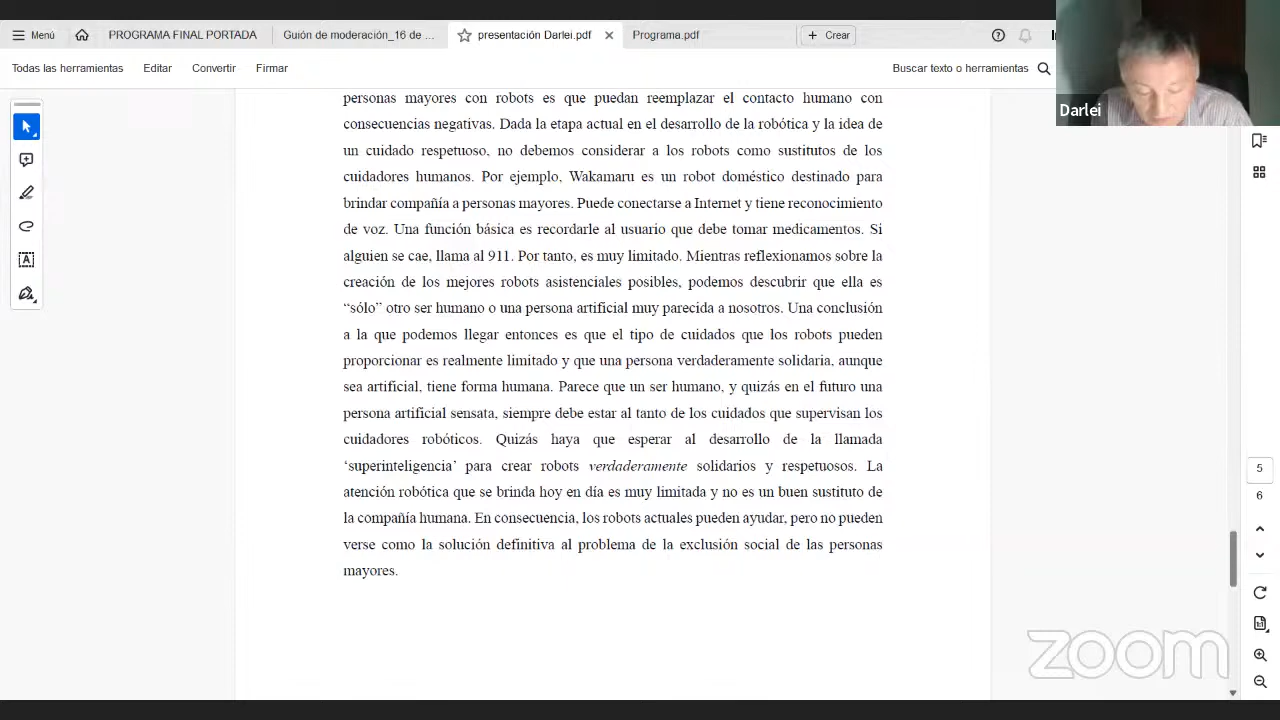 Menú
PROGRAMA FINAL PORTADA
Guión de moderación_16 de ...
presentación Darlei.pdf
Programa.pdf
Crear
Todas las herramientas
Editar
Convertir
Firmar
Buscar texto o herramientas
Darlei
personas mayores con robots es que puedan reemplazar el contacto humano con
consecuencias negativas. Dada la etapa actual en el desarrollo de la robótica y la idea de
un cuidado respetuoso, no debemos considerar a los robots como sustitutos de los
cuidadores humanos. Por ejemplo, Wakamaru es un robot doméstico destinado para
brindar compañía a personas mayores. Puede conectarse a Internet y tiene reconocimiento
de voz. Una función básica es recordarle al usuario que debe tomar medicamentos. Si
alguien se cae, llama al 911. Por tanto, es muy limitado. Mientras reflexionamos sobre la
creación de los mejores robots asistenciales posibles, podemos descubrir que ella es
“sólo” otro ser humano o una persona artificial muy parecida a nosotros. Una conclusión
a la que podemos llegar entonces es que el tipo de cuidados que los robots pueden
proporcionar es realmente limitado y que una persona verdaderamente solidaria, aunque
sea artificial, tiene forma humana. Parece que un ser humano, y quizás en el futuro una
persona artificial sensata, siempre debe estar al tanto de los cuidados que supervisan los
cuidadores robóticos. Quizás haya que esperar al desarrollo de la llamada
‘superinteligencia’ para crear robots verdaderamente solidarios y respetuosos. La
atención robótica que se brinda hoy en día es muy limitada y no es un buen sustituto de
la compañía humana. En consecuencia, los robots actuales pueden ayudar, pero no pueden
verse como la solución definitiva al problema de la exclusión social de las personas
mayores.
5
6
zoom